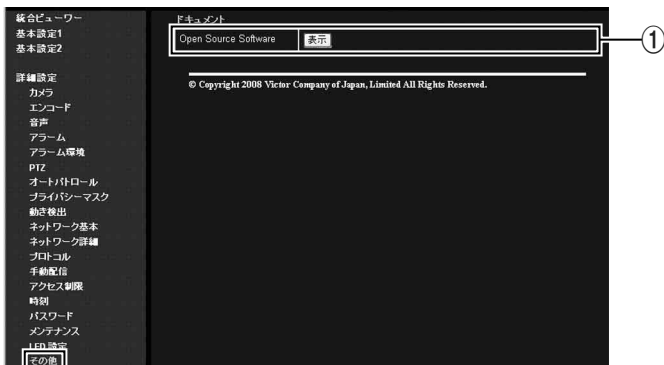 統合ビューワー
基本設定1
基本設定2
詳細設定
カメラ
エンコード
音声
アラーム
アラーム環境
PTZ
オートパトロール
プライバシーマスク
動き検出
ネットワーク基本
ネットワーク詳細
プロトコル
手動配信
アクセス制限
時刻
パスワード
メンテナンス
LED 設定
その他
ドキュメント
Open Source Software 表示
① 
© Copyright 2008 Victor Company of Japan, Limited All Rights Reserved.